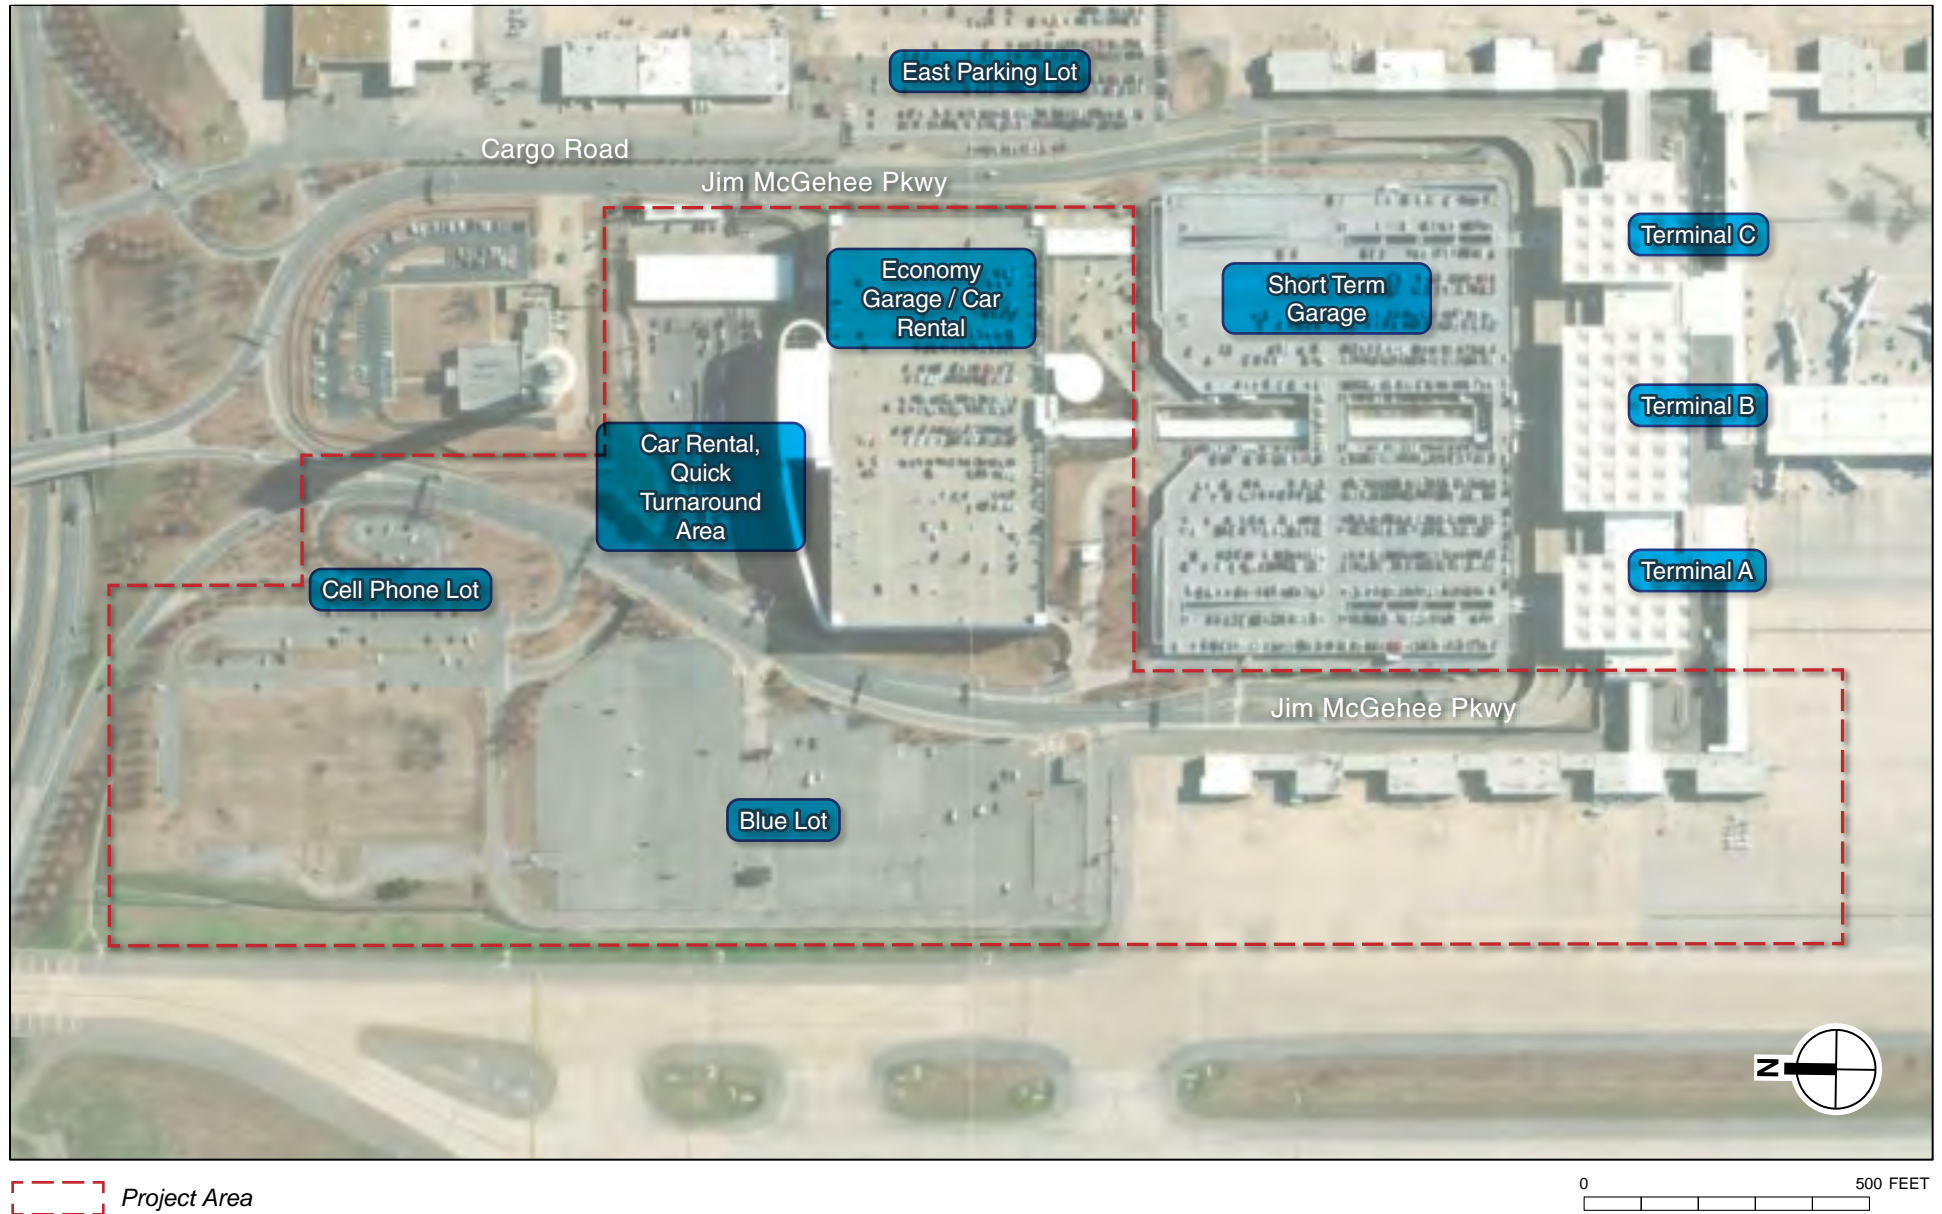 East Parking Lot
Cargo Road
Jim McGehee Pkwy
Terminal C
Economy
Garage / Car
Rental
Short Term
Garage
Terminal B
Car Rental,
Quick
Turnaround
Area
Terminal A
Cell Phone Lot
Jim McGehee Pkwy
Blue Lot
N
Project Area
0 500 FEET